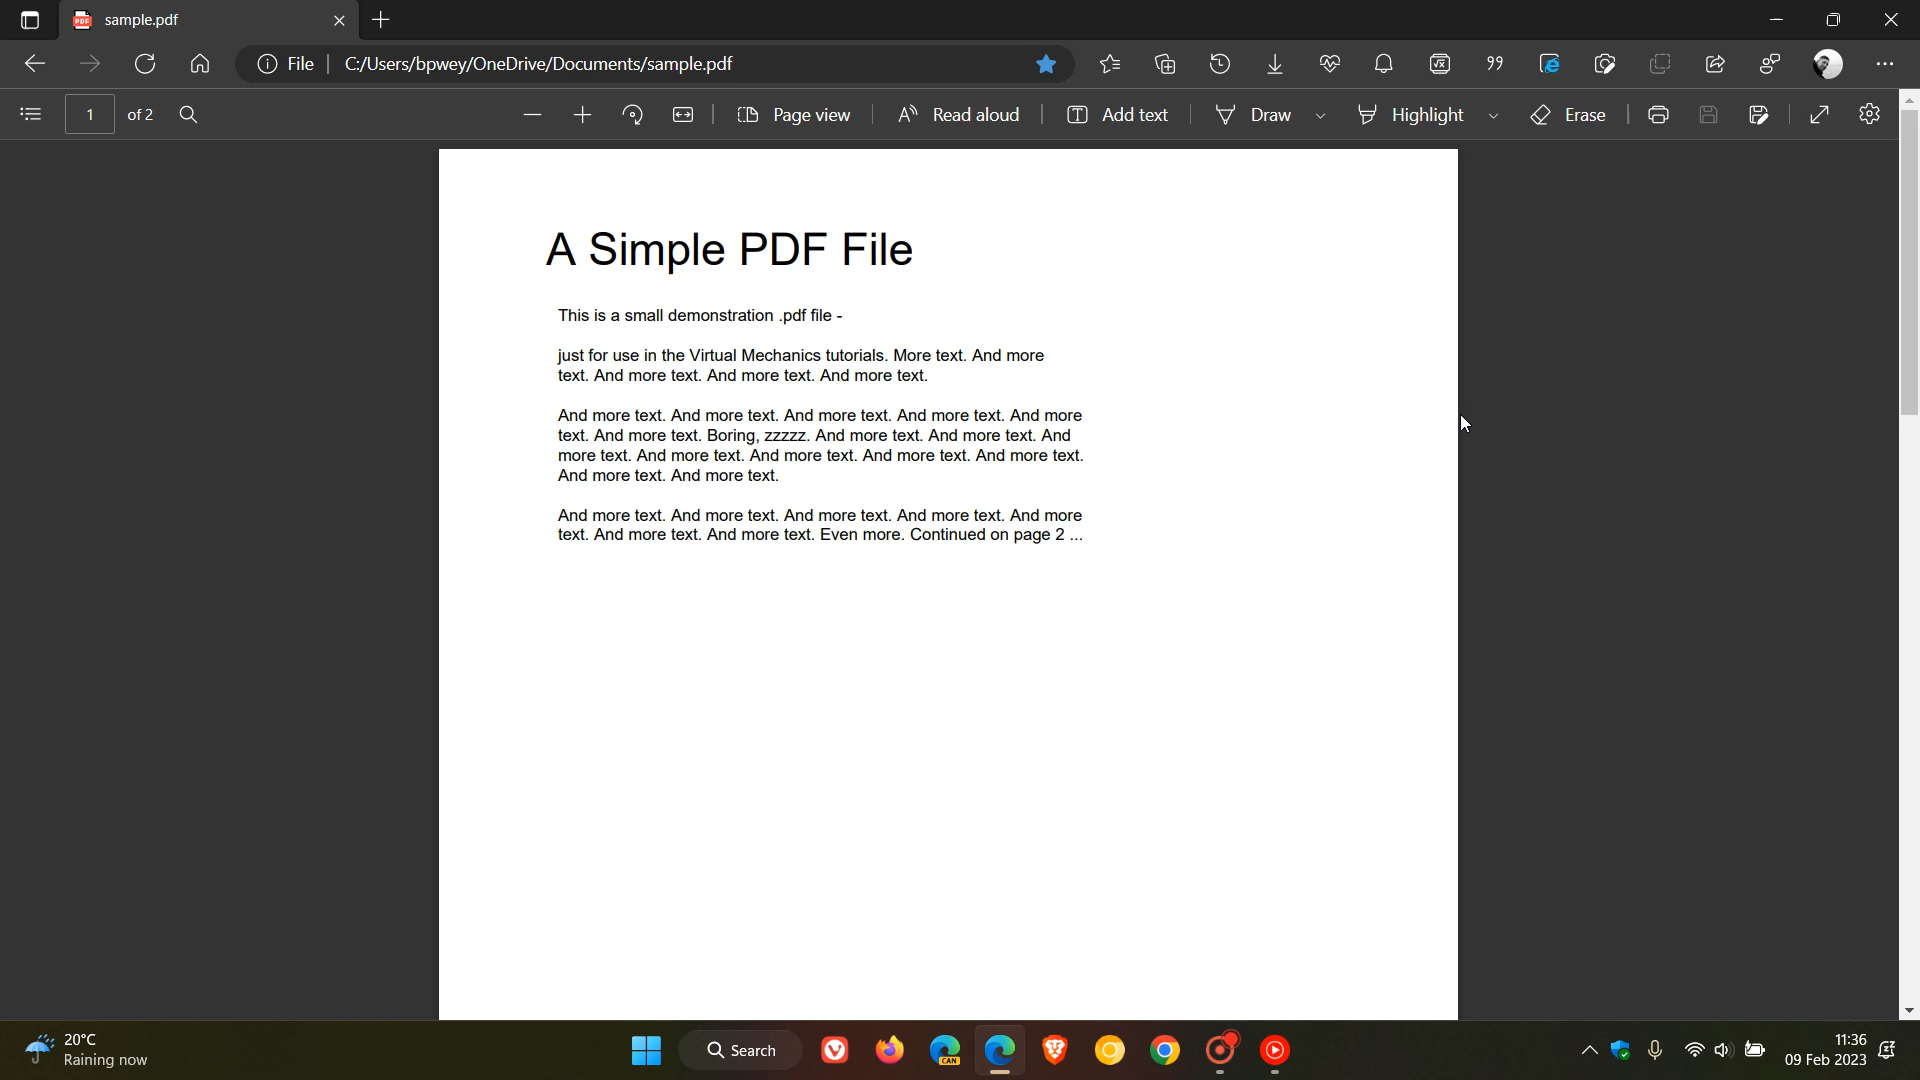 sample.pdf
File C:/Users/bpwey/OneDrive/Documents/sample.pdf
1 of 2 Page view Read aloud Add text Draw Highlight Erase
A Simple PDF File
This is a small demonstration .pdf file -
just for use in the Virtual Mechanics tutorials. More text. And more
text. And more text. And more text. And more text.
And more text. And more text. And more text. And more text. And more
text. And more text. Boring, zzzzz. And more text. And more text. And
more text. And more text. And more text. And more text. And more text.
And more text. And more text.
And more text. And more text. And more text. And more text. And more
text. And more text. And more text. Even more. Continued on page 2 ...
20°C
Raining now
Search
CAN
11:36
09 Feb 2023